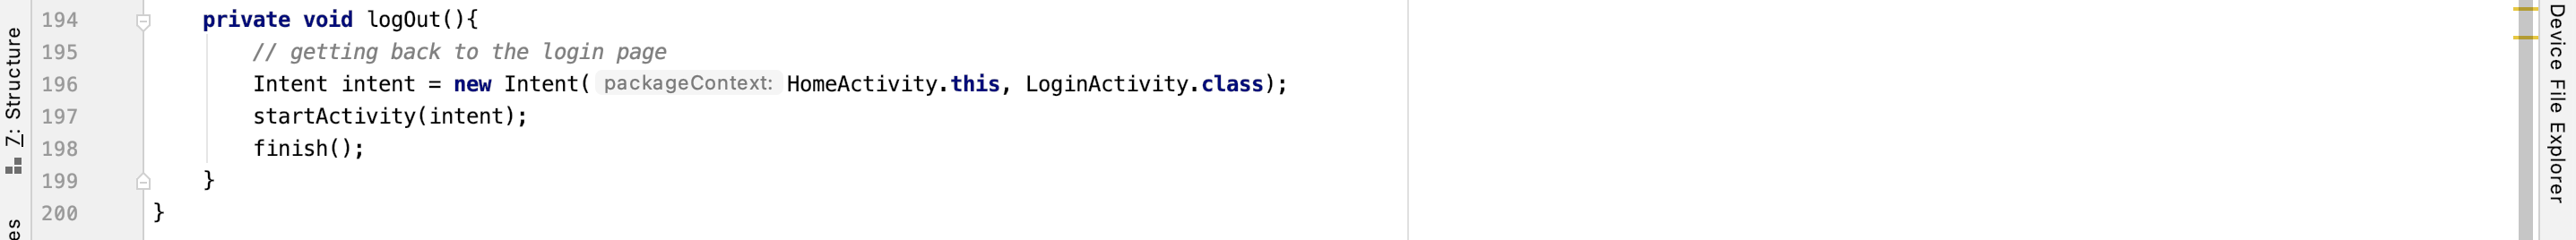 194 private void logOut(){
195 // getting back to the login page
196 Intent intent = new Intent( packageContext: HomeActivity.this, LoginActivity.class);
197 startActivity(intent);
198 finish();
199 }
200 }
Z: Structure
es
Device File Explorer